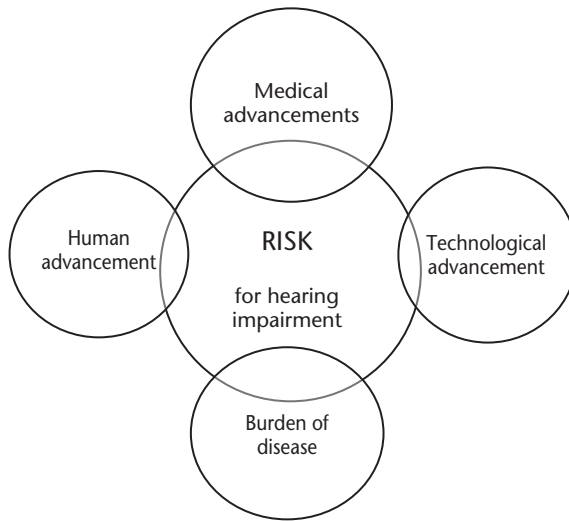 Medical
advancements
Human
advancement
RISK
for hearing
impairment
Technological
advancement
Burden of
disease